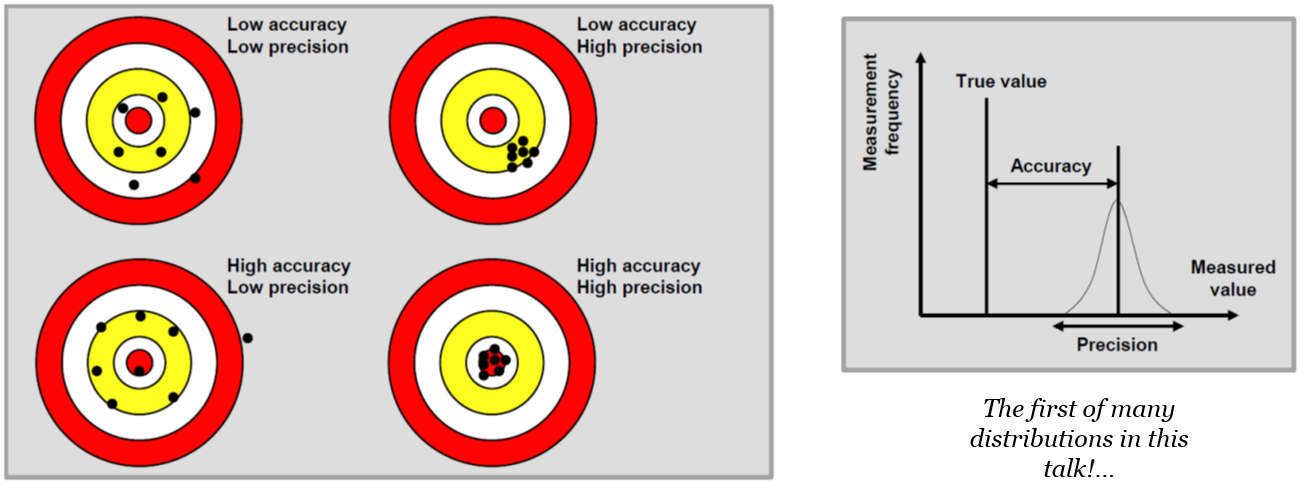 Low accuracy
Low precision
Low accuracy
High precision
High accuracy
Low precision
High accuracy
High precision
Measurement
frequency
True value
Accuracy
Measured
value
Precision
The first of many
distributions in this
talk!...